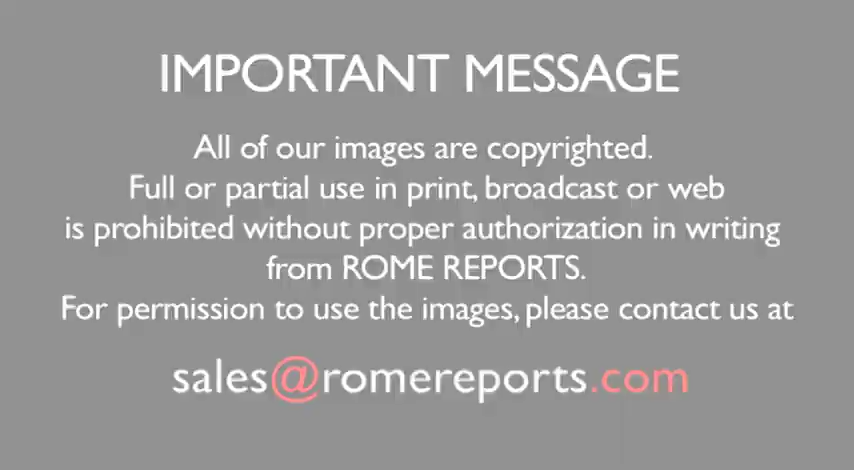 IMPORTANT MESSAGE
All of our images are copyrighted.
Full or partial use in print, broadcast or web
is prohibited without proper authorization in writing
from ROME REPORTS.
For permission to use the images, please contact us at
sales@romereports.com